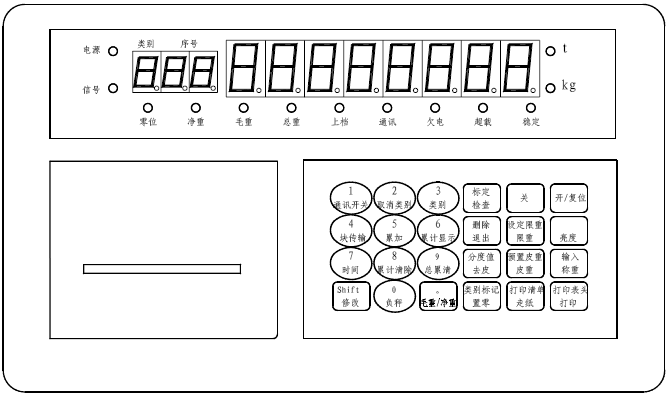 电源 类别 序号 t
信号 kg
零位 净重 毛重 总重 上档 通讯 欠电 超载 稳定
1 2 3 标定 关 开/复位
通讯开关 取消类别 类别 检查
4 5 6 删除 设定限重 亮度
块传输 累加 累计显示 退出 限重
7 8 9 分度值 预置皮重 输入
时间 累计清除 总累清 去皮 皮重 称重
Shift 0 。 类别标记 打印清单 打印表头
修改 负秤 毛重/净重 置零 走纸 打印